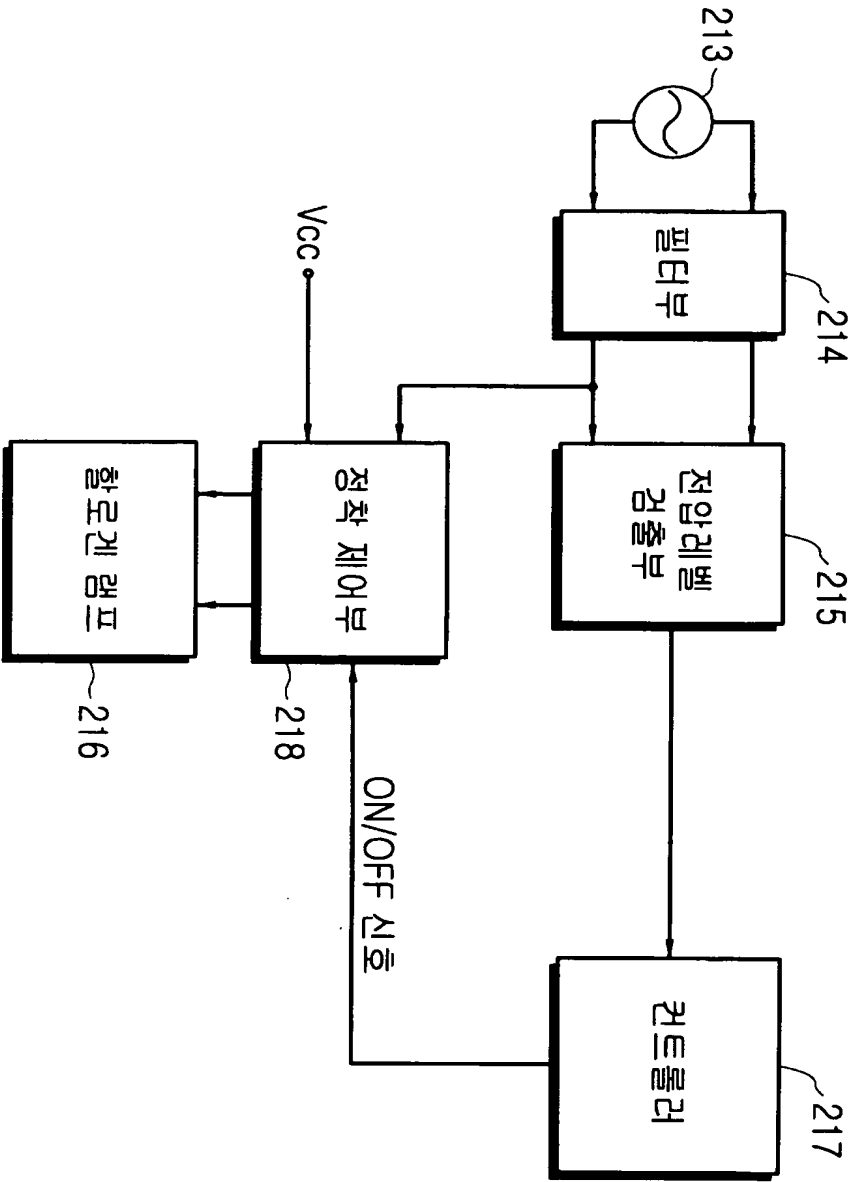 213
필터부
214
전압레벨
검출부
215
컨트롤러
217
Vcc
정착 제어부
218
ON/OFF 신호
할로겐 램프
216